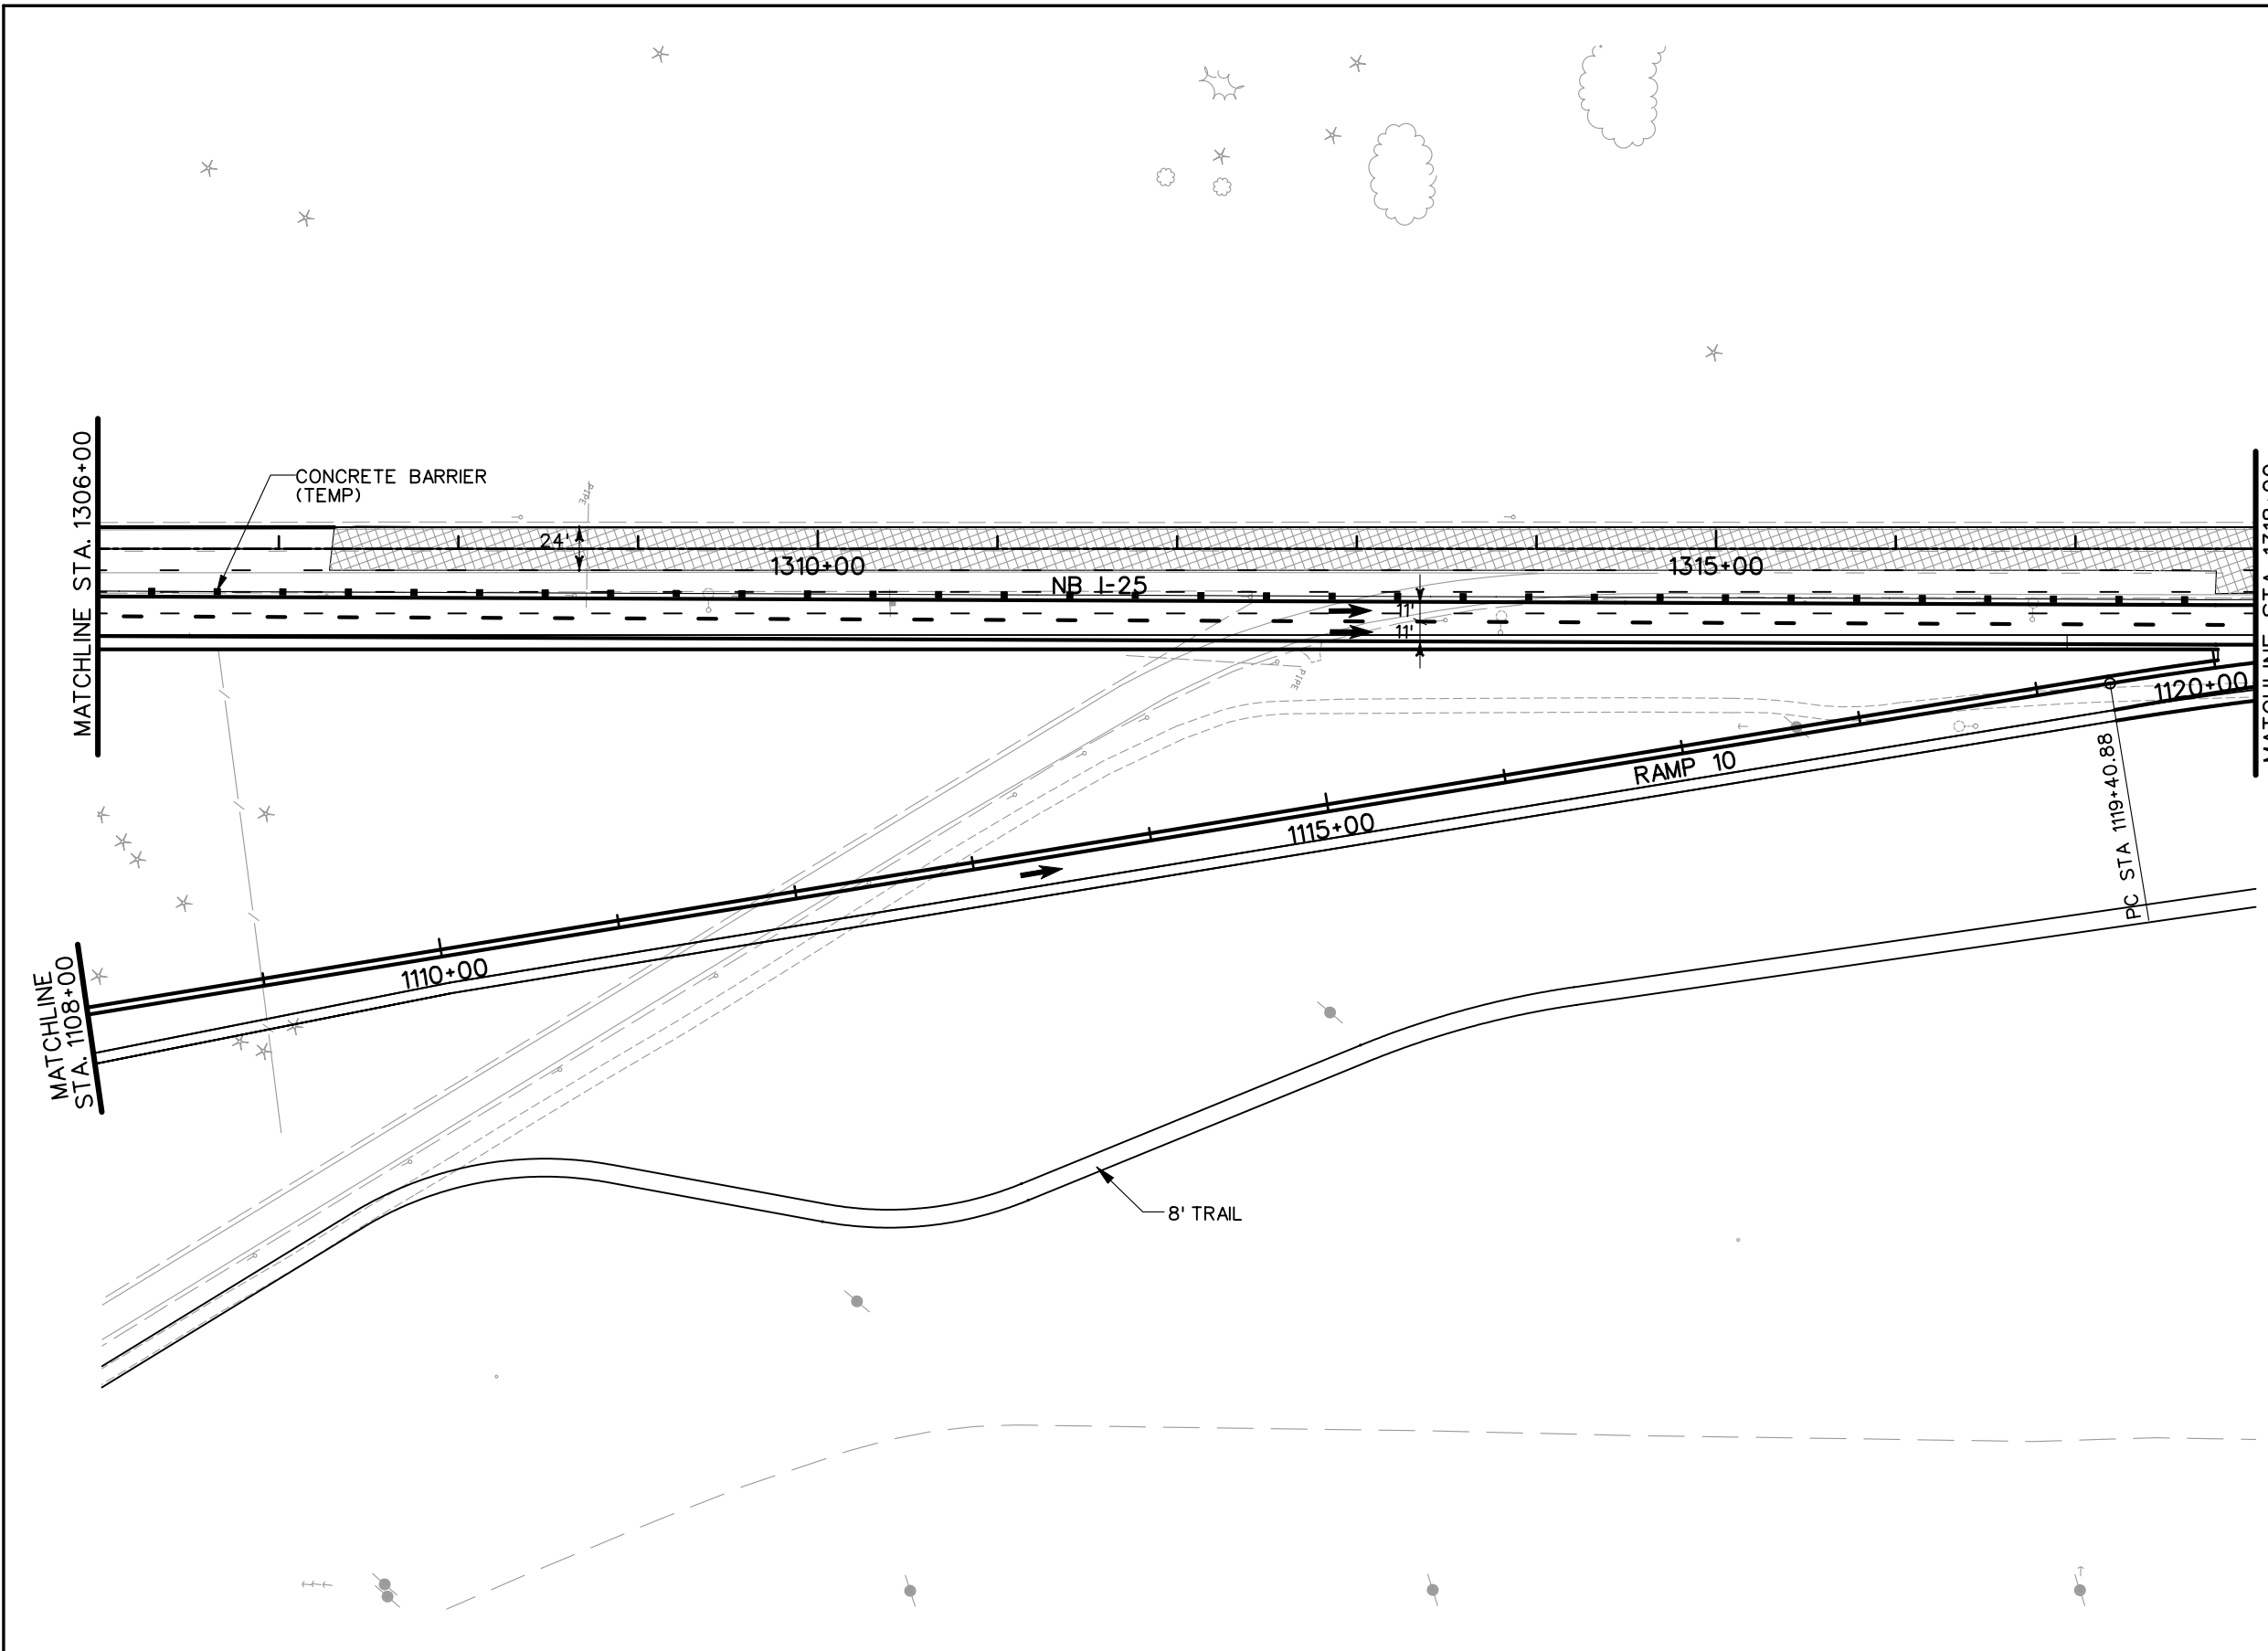 MATCHLINE STA. 1306+00
CONCRETE BARRIER
(TEMP)
PIPE
24'
1310+00
NB I-25
11'
11'
1315+00
PIPE
1120+00
RAMP 10
1115+00
PC STA 1119+40.88
1110+00
MATCHLINE
STA. 1108+00
8' TRAIL